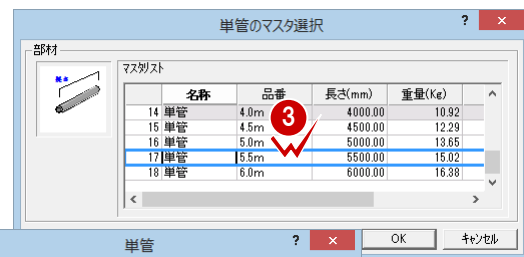 単管のマスタ選択 ? ×
部材
長さ
マスタリスト
名称 品番 長さ(mm) 重量(Kg)
14 単管 4.0m 4000.00 10.92
15 単管 4.5m 4500.00 12.29
16 単管 5.0m 5000.00 13.65
17 単管 5.5m 5500.00 15.02
18 単管 6.0m 6000.00 16.38
3
OK キャンセル
単管 ? ×